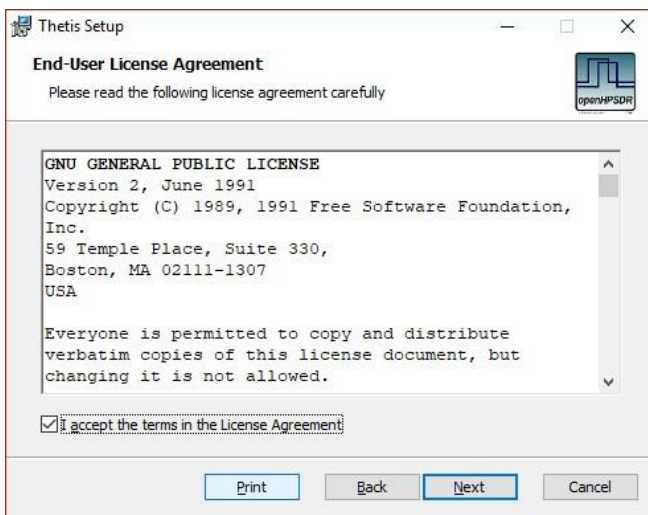 Thetis Setup
End-User License Agreement
Please read the following license agreement carefully
openHPSDR
GNU GENERAL PUBLIC LICENSE
Version 2, June 1991
Copyright (C) 1989, 1991 Free Software Foundation,
Inc.
59 Temple Place, Suite 330,
Boston, MA 02111-1307
USA
Everyone is permitted to copy and distribute
verbatim copies of this license document, but
changing it is not allowed.
I accept the terms in the License Agreement
Print Back Next Cancel